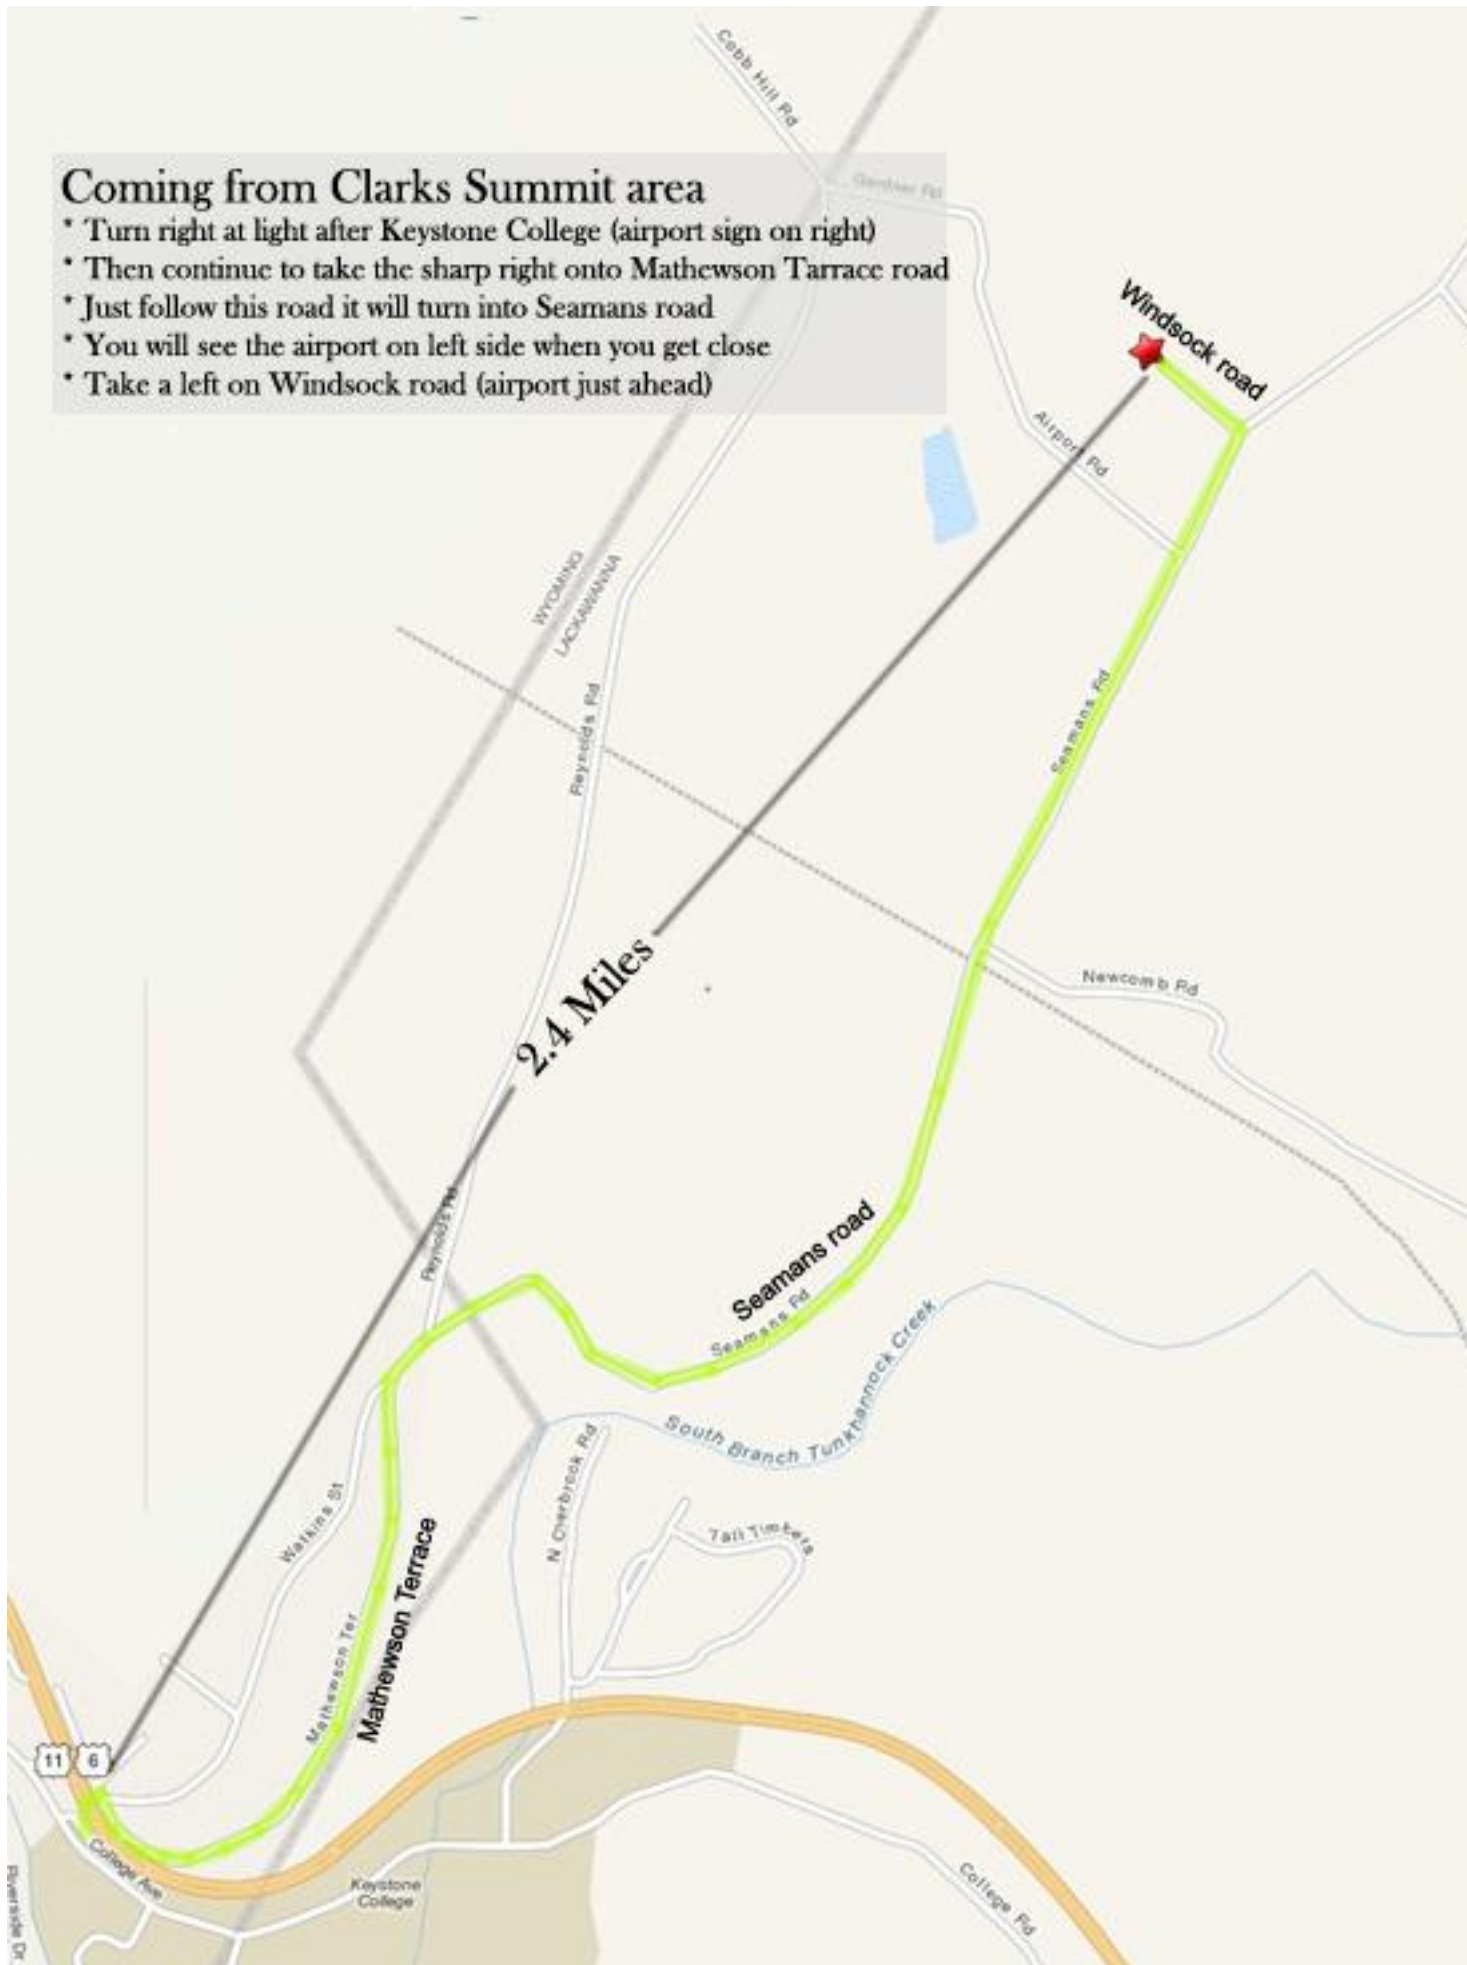 Cobb Hill Rd
Coming from Clarks Summit area
* Turn right at light after Keystone College (airport sign on right)
* Then continue to take the sharp right onto Mathewson Tarrace road
* Just follow this road it will turn into Seamans road
* You will see the airport on left side when you get close
* Take a left on Windsock road (airport just ahead)
Gardner Rd
Windsock road
Airport Rd
WYOMING
LACKAWANNA
Reynolds Rd
Seamans Rd
2.4 Miles
Newcomb Rd
Reynolds Rd
Seamans road
Seamans Rd
South Branch Tunkhannock Creek
Watkins St
N Overbrook Rd
Tall Timbers
Mathewson Ter
Mathewson Terrace
11
6
College Ave
Keystone
College
College Rd
Riverside Dr